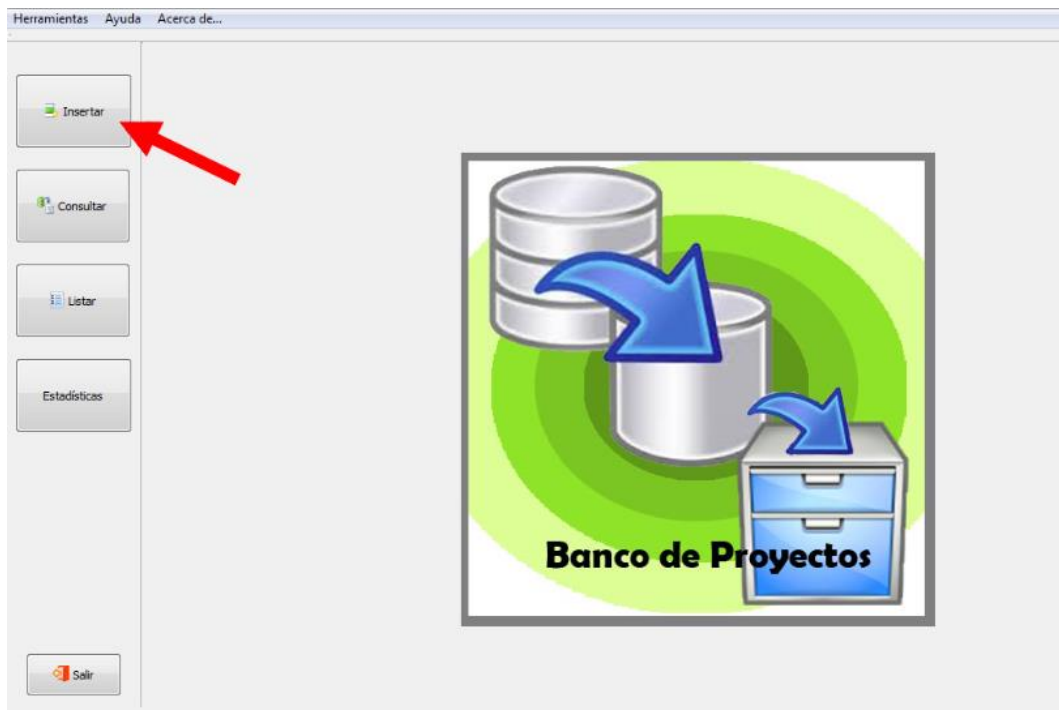 Herramientas Ayuda Acerca de...
Insertar
Consultar
Listar
Estadísticas
Banco de Proyectos
Salir